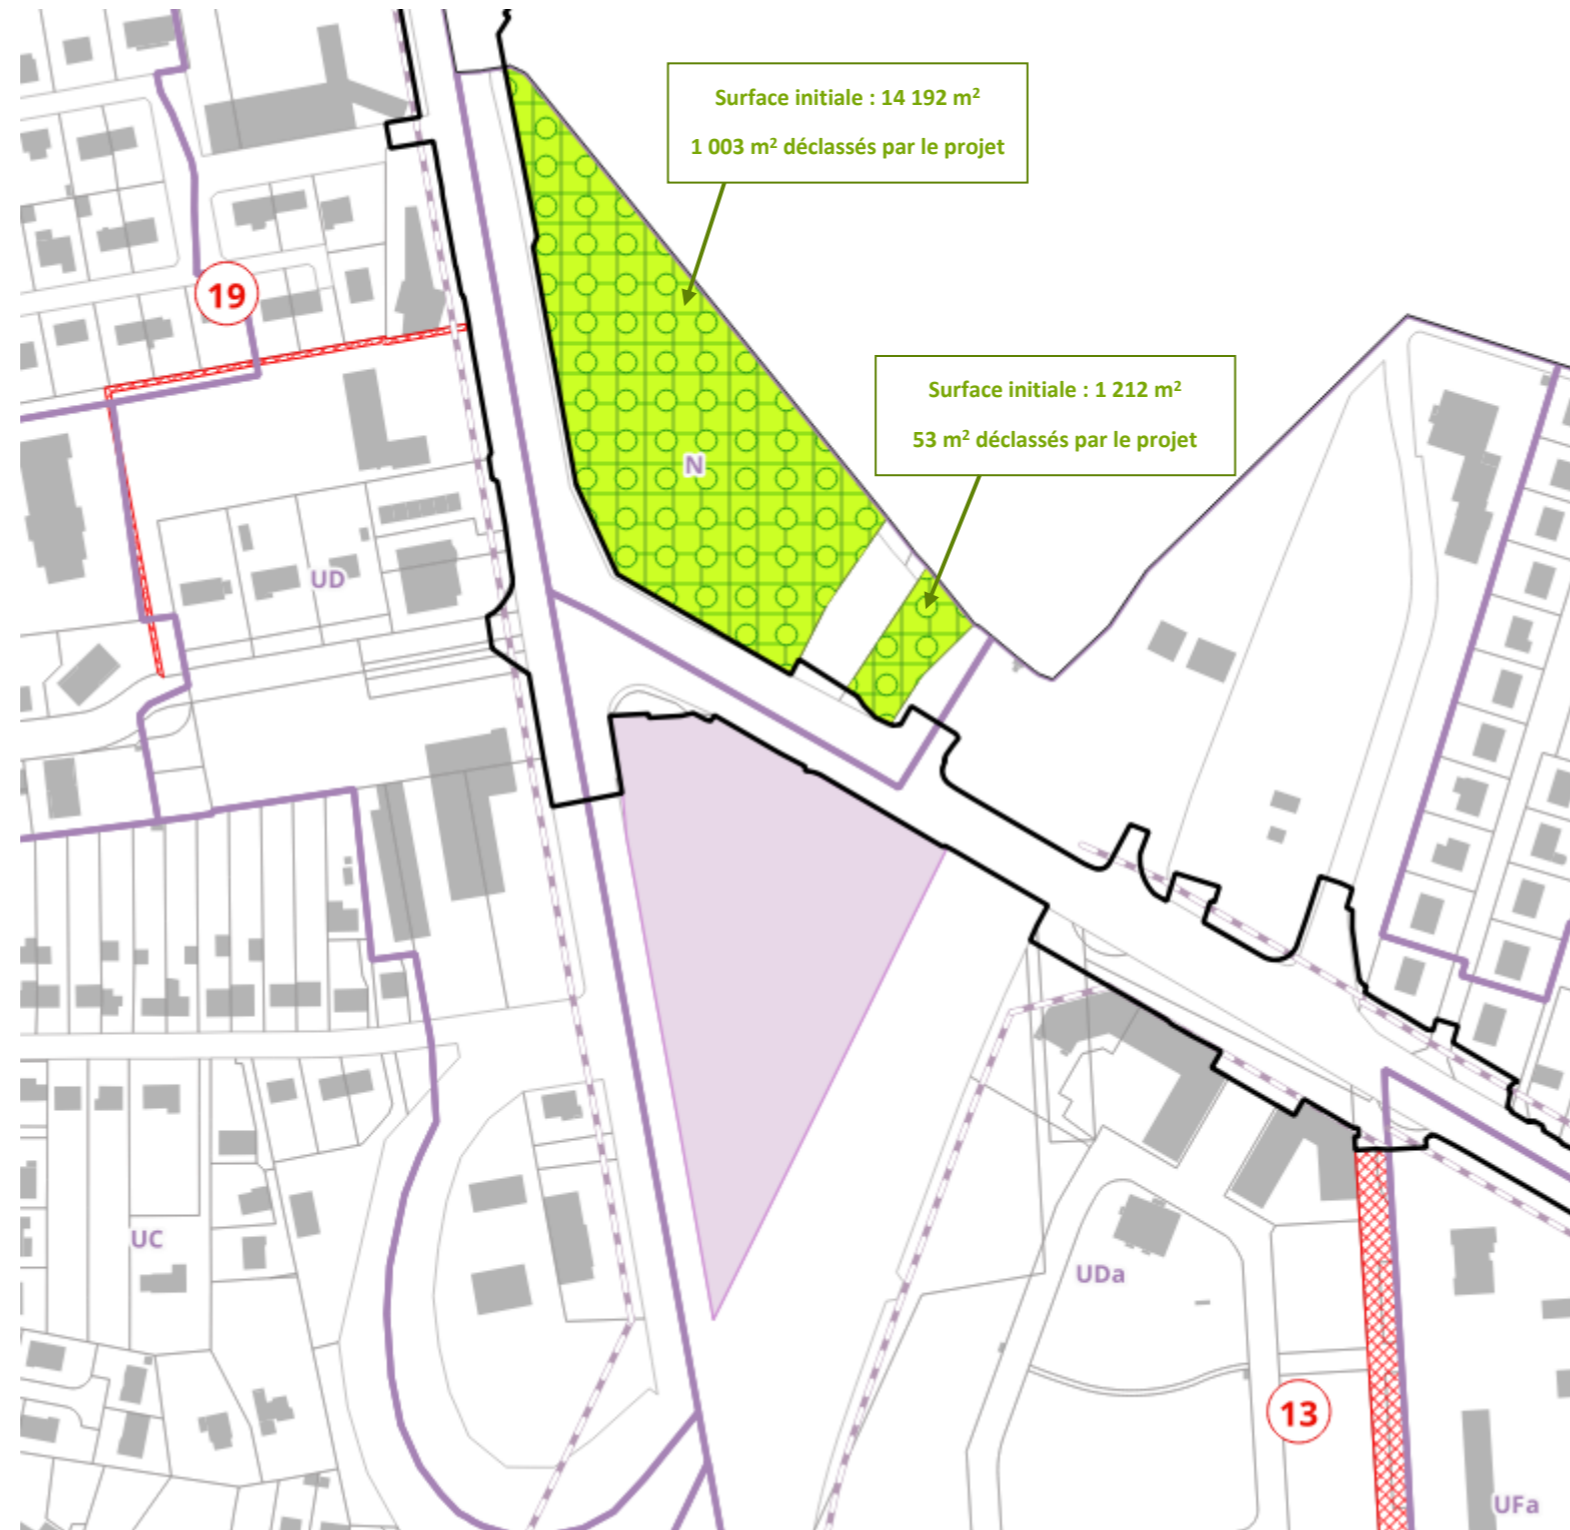 Surface initiale : 14 192 m²
1 003 m² déclassés par le projet
19
Surface initiale : 1 212 m²
53 m² déclassés par le projet
N
UD
UC
UDa
13
UFa